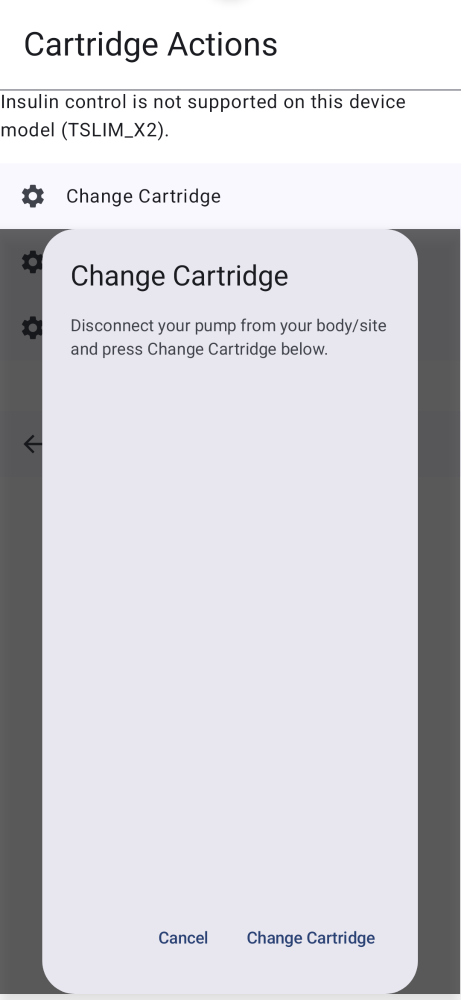 Cartridge Actions
Insulin control is not supported on this device
model (TSLIM_X2).
Change Cartridge
Change Cartridge
Disconnect your pump from your body/site
and press Change Cartridge below.
Cancel
Change Cartridge